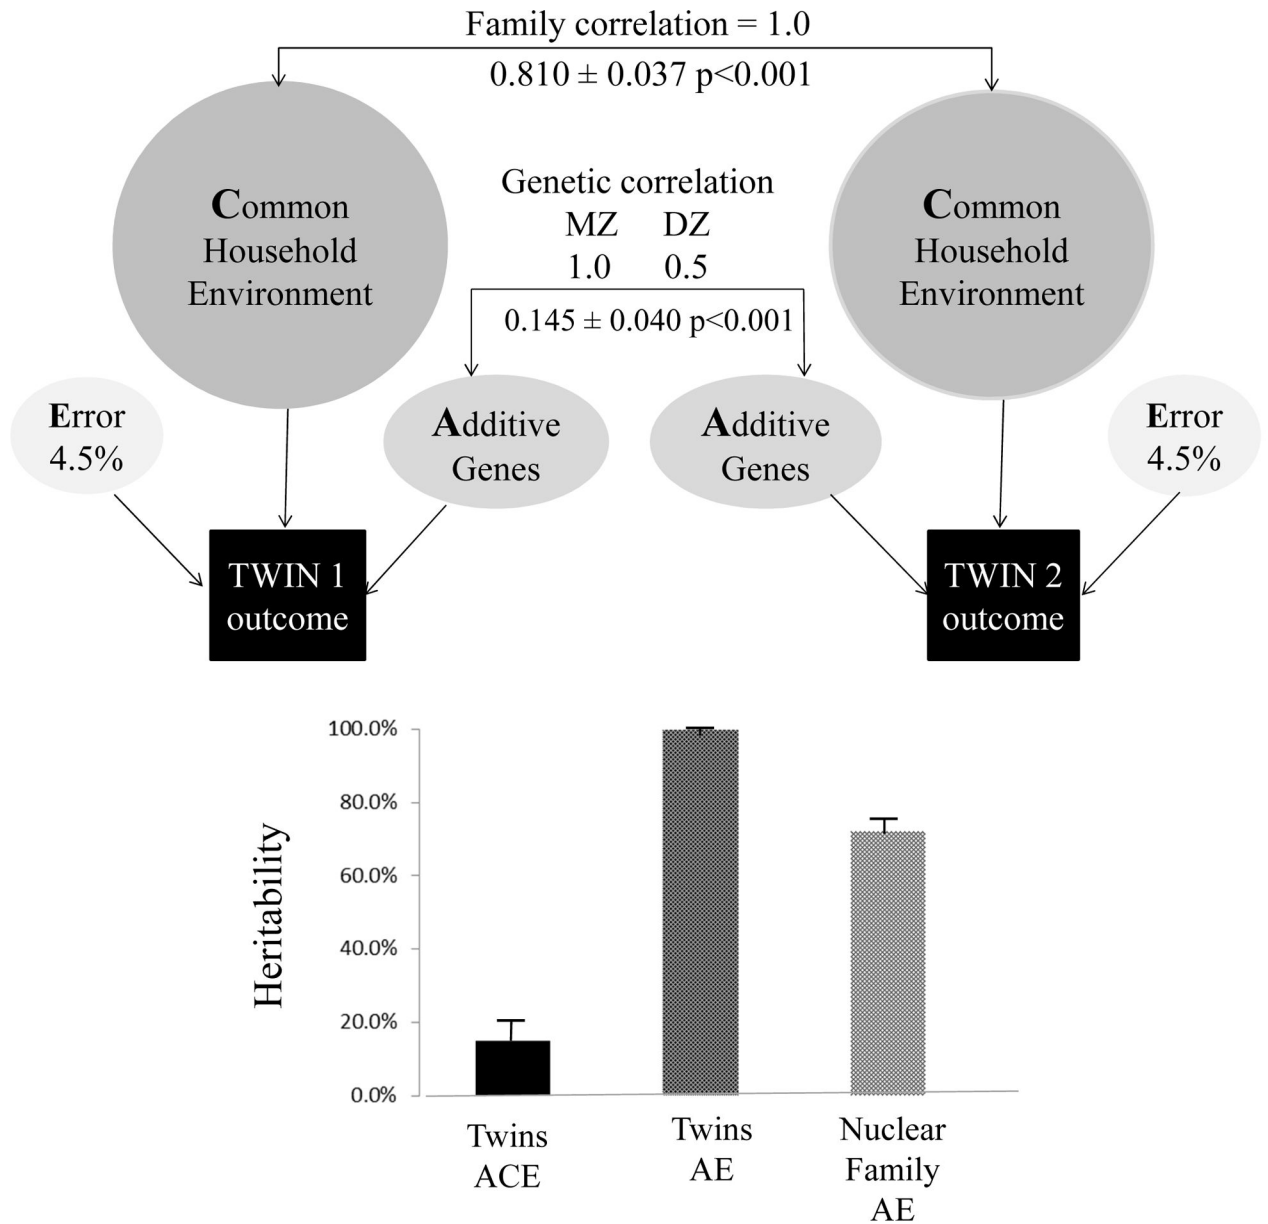 Family correlation = 1.0
0.810 ± 0.037 p<0.001
Common
Household
Environment
Genetic correlation
MZ DZ
1.0 0.5
0.145 ± 0.040 p<0.001
Common
Household
Environment
Error
4.5%
Additive
Genes
Additive
Genes
Error
4.5%
TWIN 1
outcome
TWIN 2
outcome
Heritability
100.0%
80.0%
60.0%
40.0%
20.0%
0.0%
Twins
ACE
Twins
AE
Nuclear
Family
AE